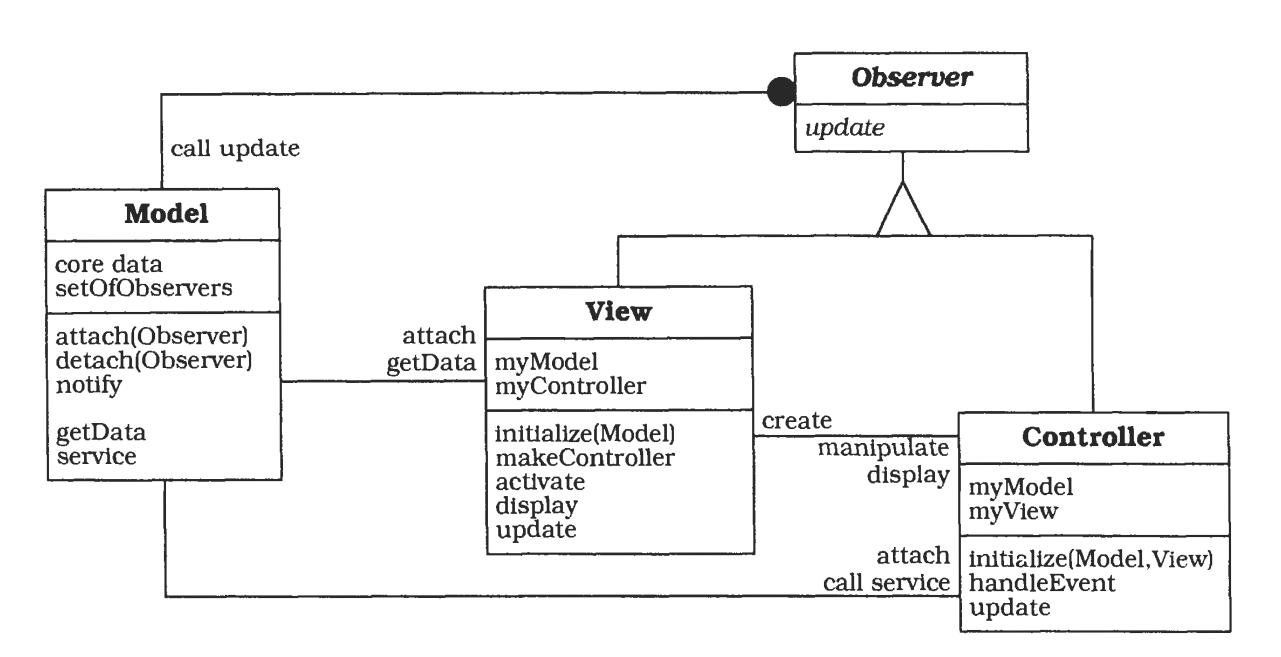 Observer
update
call update
Model
core data
setOfObservers
attach(Observer)
detach(Observer)
notify
getData
service
attach
getData
View
myModel
myController
initialize(Model)
makeController
activate
display
update
create
manipulate
display
Controller
myModel
myView
attach
call service
initialize(Model,View)
handleEvent
update